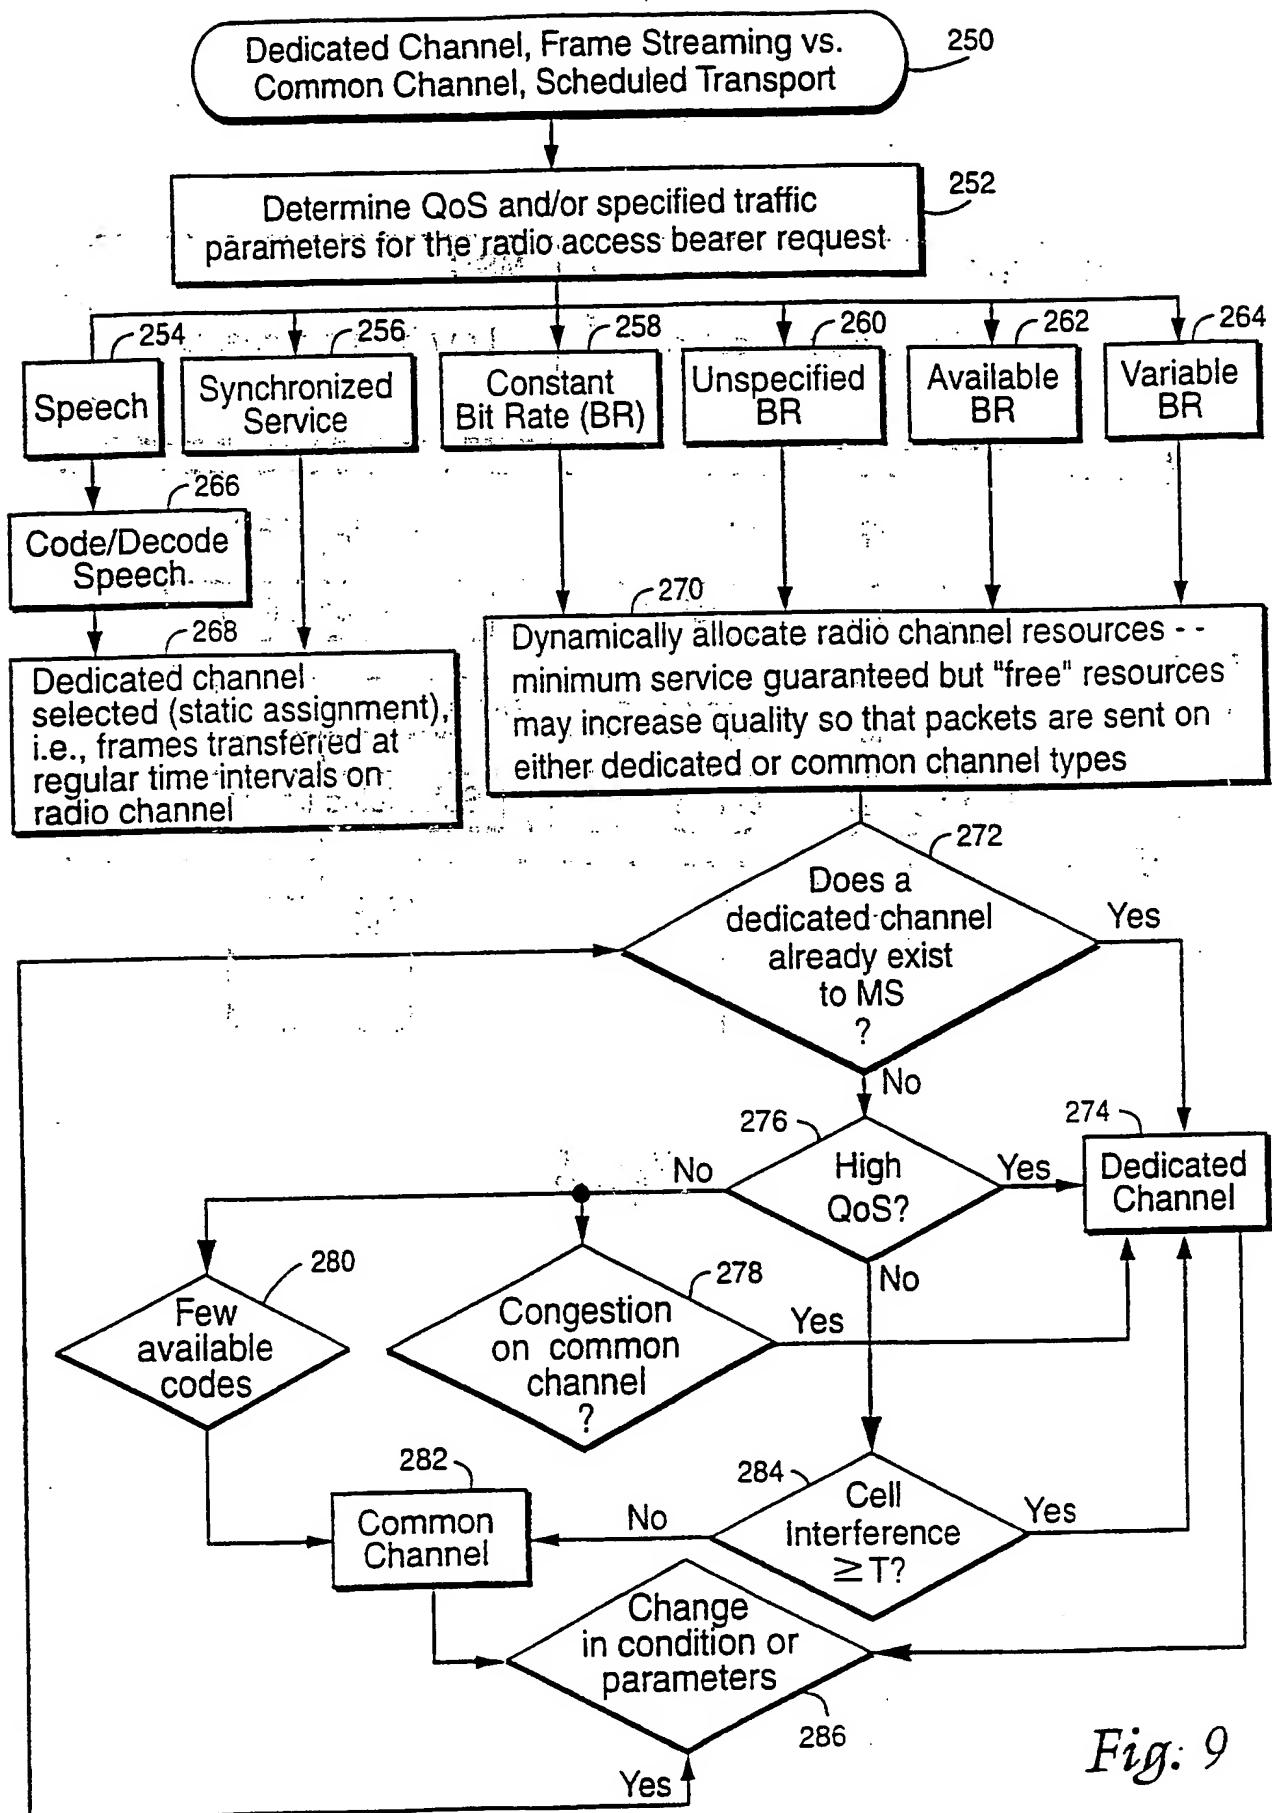 Dedicated Channel, Frame Streaming vs.
Common Channel, Scheduled Transport
250
Determine QoS and/or specified traffic
parameters for the radio access bearer request
252
254
256
258
260
262
264
Speech
Synchronized
Service
Constant
Bit Rate (BR)
Unspecified
BR
Available
BR
Variable
BR
266
Code/Decode
Speech
268
Dedicated channel
selected (static assignment),
i.e., frames transferred at
regular time intervals on
radio channel
270
Dynamically allocate radio channel resources --
minimum service guaranteed but "free" resources
may increase quality so that packets are sent on
either dedicated or common channel types
272
Does a
dedicated channel
already exist
to MS
?
Yes
No
276
High
QoS?
No
Yes
274
Dedicated
Channel
No
280
Few
available
codes
278
Congestion
on common
channel
?
Yes
282
Common
Channel
284
Cell
Interference
≥T?
No
Yes
Change
in condition or
parameters
286
Yes
Fig. 9